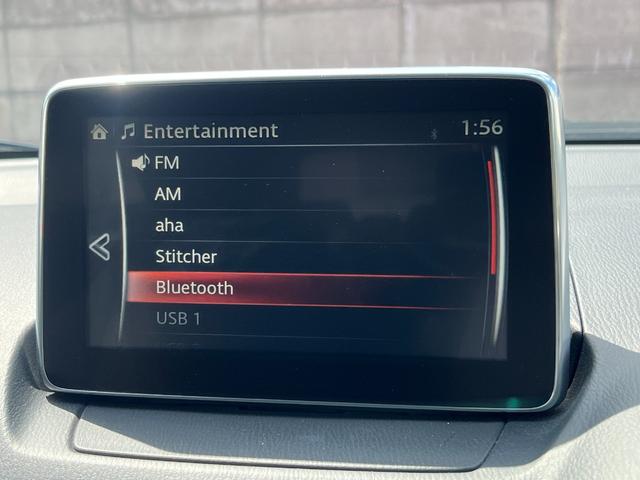 Entertainment 1:56
FM
AM
aha
Stitcher
Bluetooth
USB 1